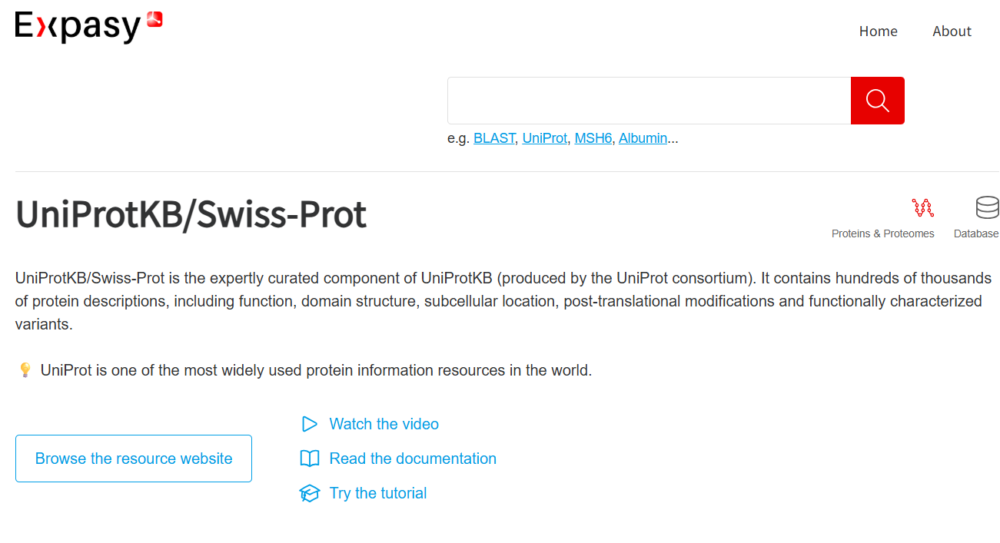 Expasy
Home About
e.g. BLAST, UniProt, MSH6, Albumin...
UniProtKB/Swiss-Prot
Proteins & Proteomes Database
UniProtKB/Swiss-Prot is the expertly curated component of UniProtKB (produced by the UniProt consortium). It contains hundreds of thousands
of protein descriptions, including function, domain structure, subcellular location, post-translational modifications and functionally characterized
variants.
UniProt is one of the most widely used protein information resources in the world.
Browse the resource website
Watch the video
Read the documentation
Try the tutorial